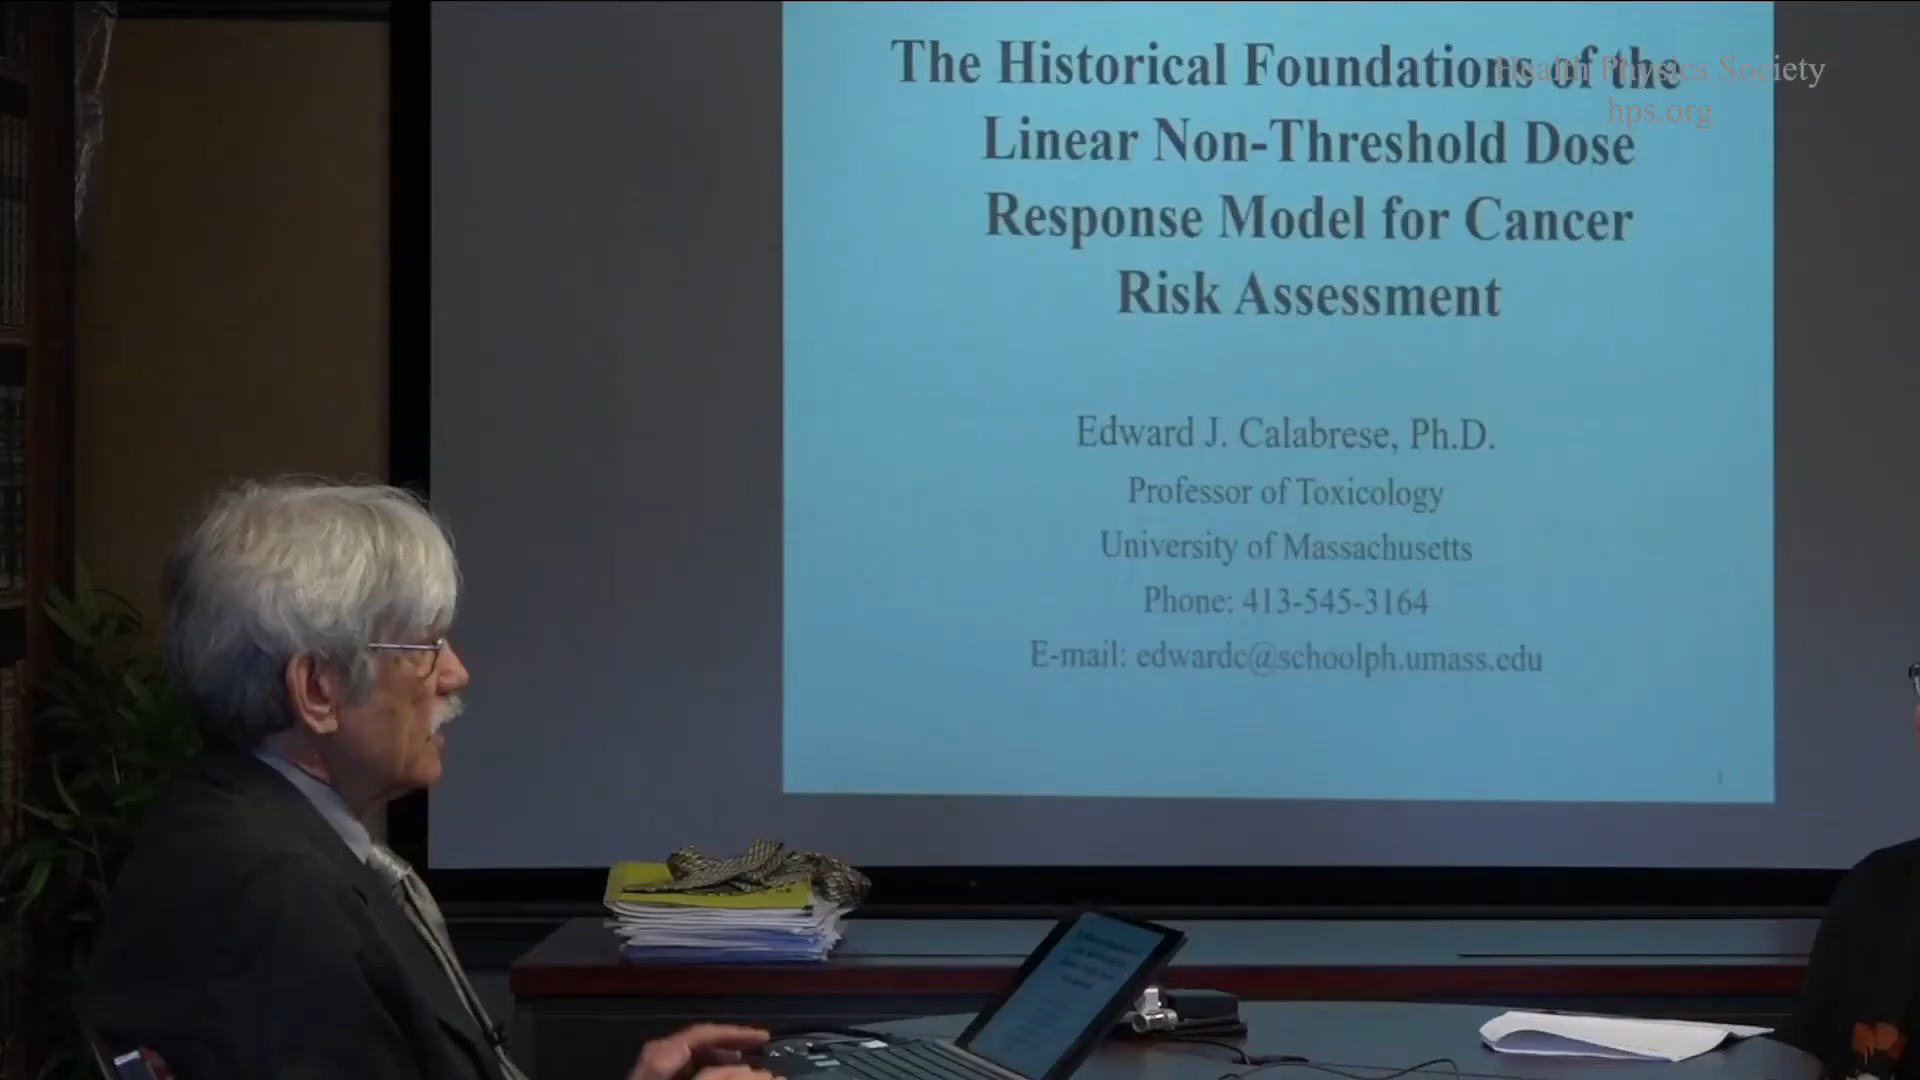 The Historical Foundations of the
Linear Non-Threshold Dose
Response Model for Cancer
Risk Assessment
Health Physics Society
hps.org
Edward J. Calabrese, Ph.D.
Professor of Toxicology
University of Massachusetts
Phone: 413-545-3164
E-mail: edwardc@schoolph.umass.edu
1